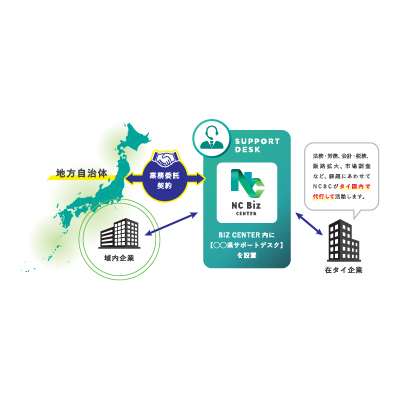 地方自治体
業務委託
契約
SUPPORT
DESK
NC Biz
CENTER
BIZ CENTER 内に
【〇〇県サポートデスク】
を設置
域内企業
法務・労務、会計・税務、
販路拡大、市場調査
など、課題にあわせて
NCBCがタイ国内で
代行して活動します。
在タイ企業